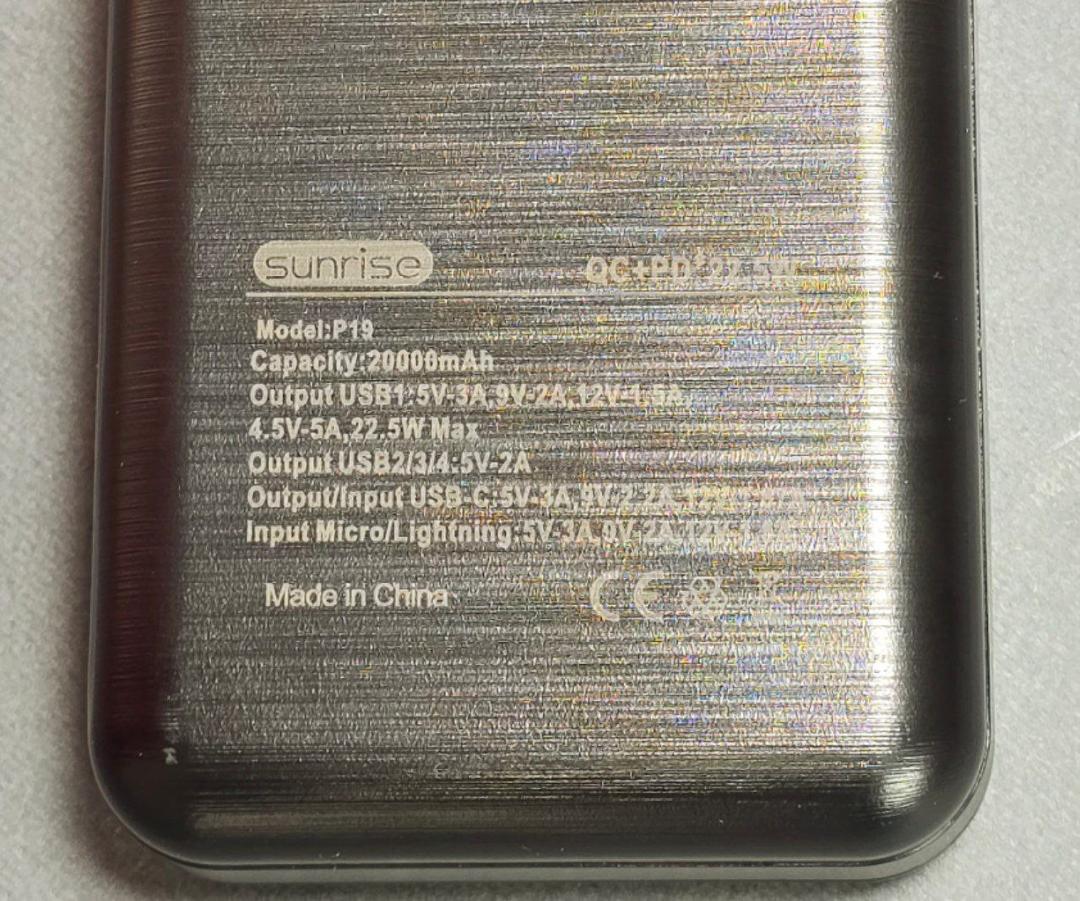 sunrise
QC+PD 22.5W
Model:P19
Capacity:20000mAh
Output USB1:5V-3A,9V-2A,12V-1.5A,
4.5V-5A,22.5W Max
Output USB2/3/4:5V-2A
Output/Input USB-C:5V-3A,9V-2.2A,
Input Micro/Lightning:5V-3A,9V-2A,
Made in China
CE